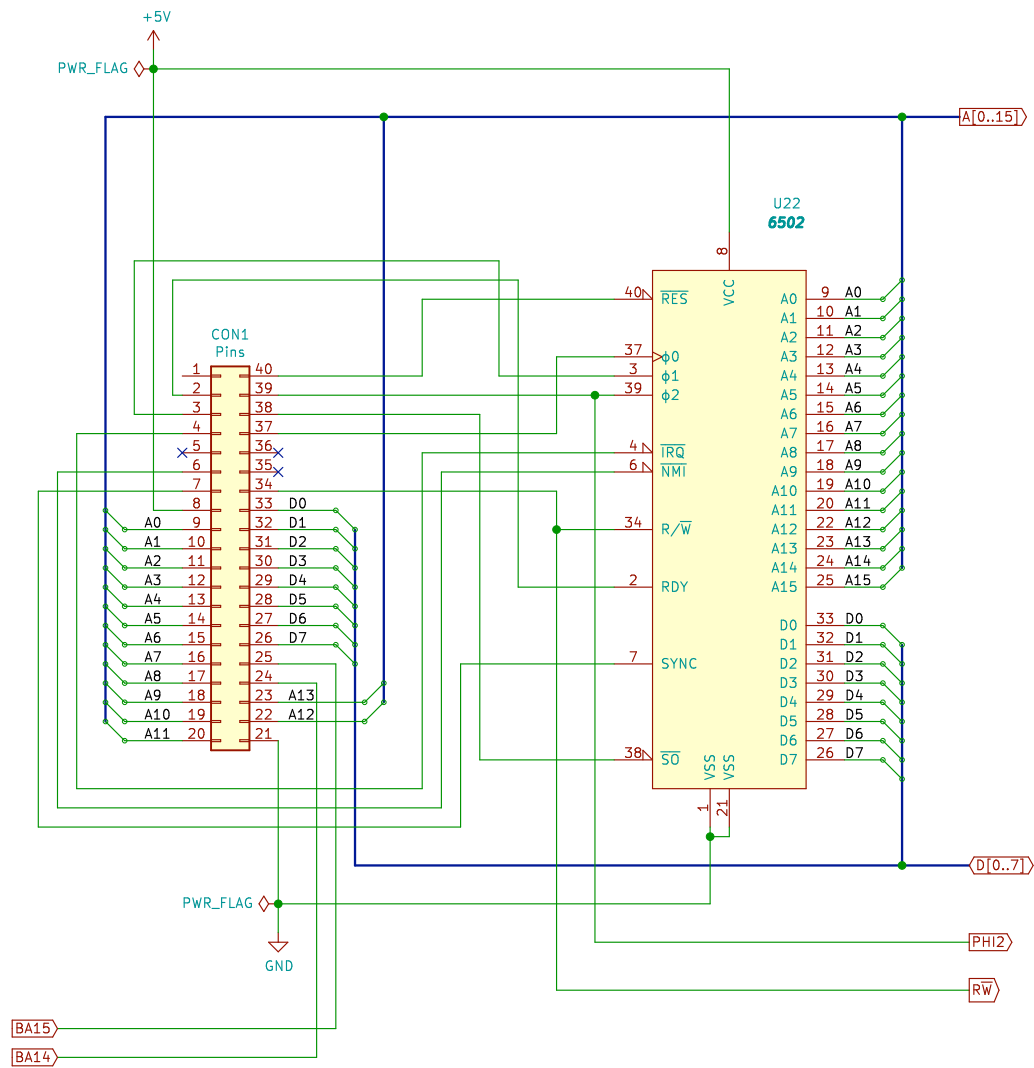 +5V
PWR_FLAG
A[0..15]
U22
6502
8
VCC
40 RES
A0 9 A0
A1 10 A1
A2 11 A2
37 ϕ0
A3 12 A3
3 ϕ1
A4 13 A4
39 ϕ2
A5 14 A5
A6 15 A6
A7 16 A7
4 IRQ
A8 17 A8
6 NMI
A9 18 A9
A10 19 A10
A11 20 A11
34 R/W
A12 22 A12
A13 23 A13
A14 24 A14
2 RDY
A15 25 A15
D0 33 D0
D1 32 D1
7 SYNC
D2 31 D2
D3 30 D3
D4 29 D4
D5 28 D5
D6 27 D6
38 SO
D7 26 D7
VSS VSS
1 21
CON1
Pins
1 40
2 39
3 38
4 37
5 36
6 35
7 34
8 33 D0
A0 9 32 D1
A1 10 31 D2
A2 11 30 D3
A3 12 29 D4
A4 13 28 D5
A5 14 27 D6
A6 15 26 D7
A7 16 25
A8 17 24
A9 18 23 A13
A10 19 22 A12
A11 20 21
D[0..7]
PWR_FLAG
GND
PHI2
RW
BA15
BA14